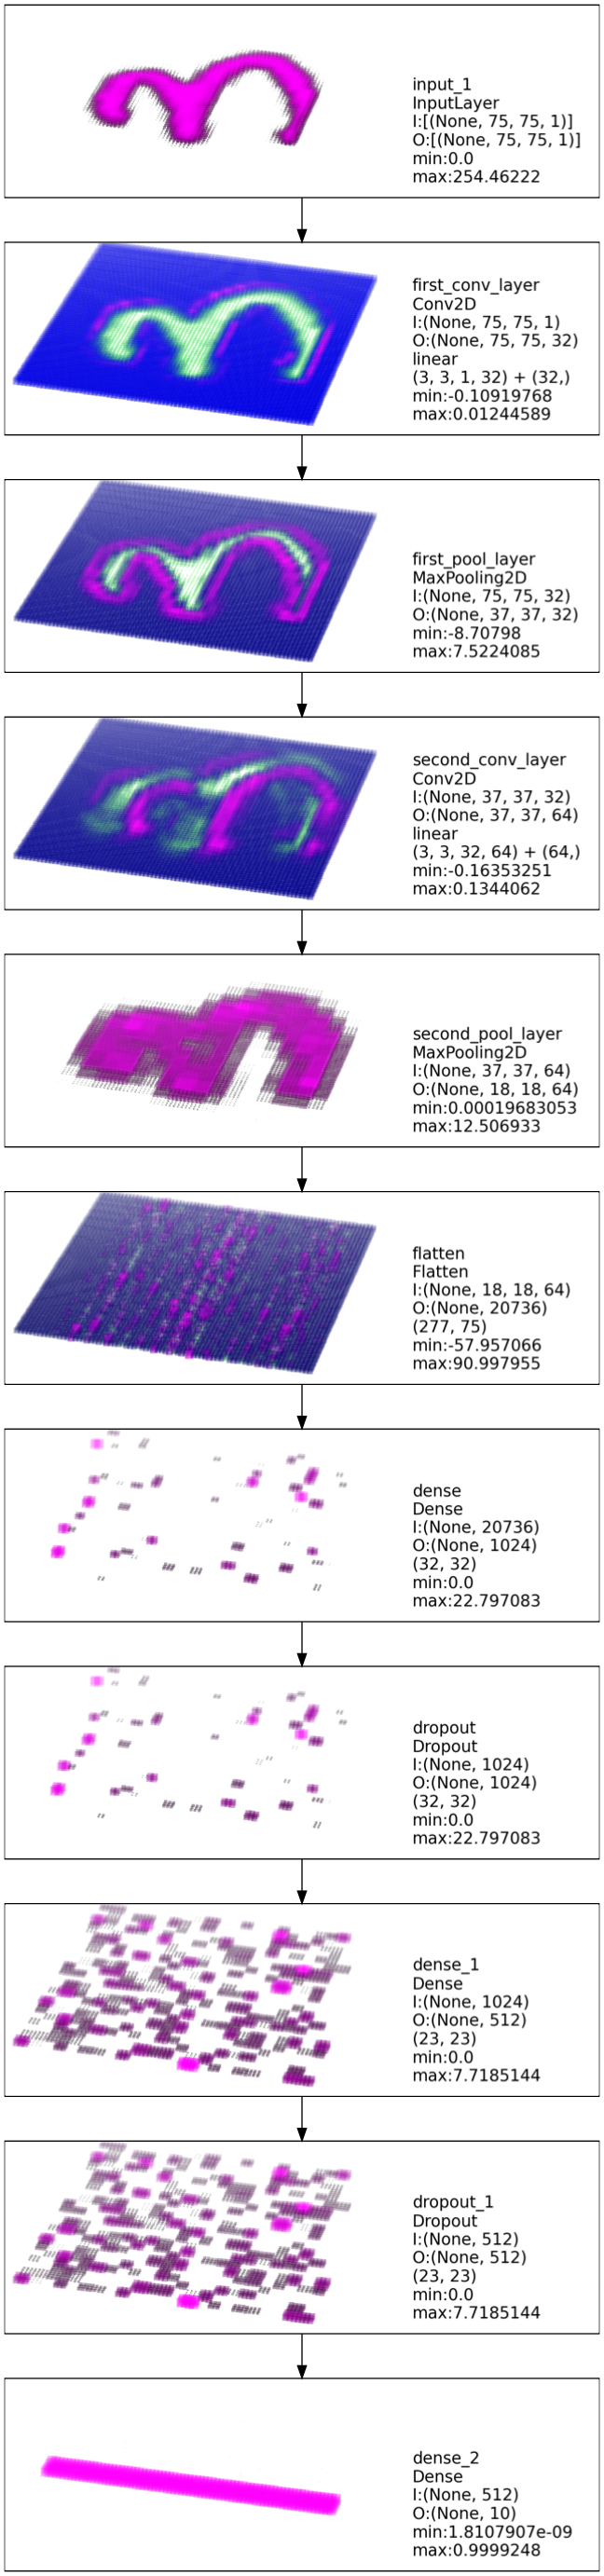 input_1
InputLayer
I:[(None, 75, 75, 1)]
O:[(None, 75, 75, 1)]
min:0.0
max:254.46222
first_conv_layer
Conv2D
I:(None, 75, 75, 1)
O:(None, 75, 75, 32)
linear
(3, 3, 1, 32) + (32,)
min:-0.10919768
max:0.01244589
first_pool_layer
MaxPooling2D
I:(None, 75, 75, 32)
O:(None, 37, 37, 32)
min:-8.70798
max:7.5224085
second_conv_layer
Conv2D
I:(None, 37, 37, 32)
O:(None, 37, 37, 64)
linear
(3, 3, 32, 64) + (64,)
min:-0.16353251
max:0.1344062
second_pool_layer
MaxPooling2D
I:(None, 37, 37, 64)
O:(None, 18, 18, 64)
min:0.00019683053
max:12.506933
flatten
Flatten
I:(None, 18, 18, 64)
O:(None, 20736)
(277, 75)
min:-57.957066
max:90.997955
dense
Dense
I:(None, 20736)
O:(None, 1024)
(32, 32)
min:0.0
max:22.797083
dropout
Dropout
I:(None, 1024)
O:(None, 1024)
(32, 32)
min:0.0
max:22.797083
dense_1
Dense
I:(None, 1024)
O:(None, 512)
(23, 23)
min:0.0
max:7.7185144
dropout_1
Dropout
I:(None, 512)
O:(None, 512)
(23, 23)
min:0.0
max:7.7185144
dense_2
Dense
I:(None, 512)
O:(None, 10)
min:1.8107907e-09
max:0.9999248